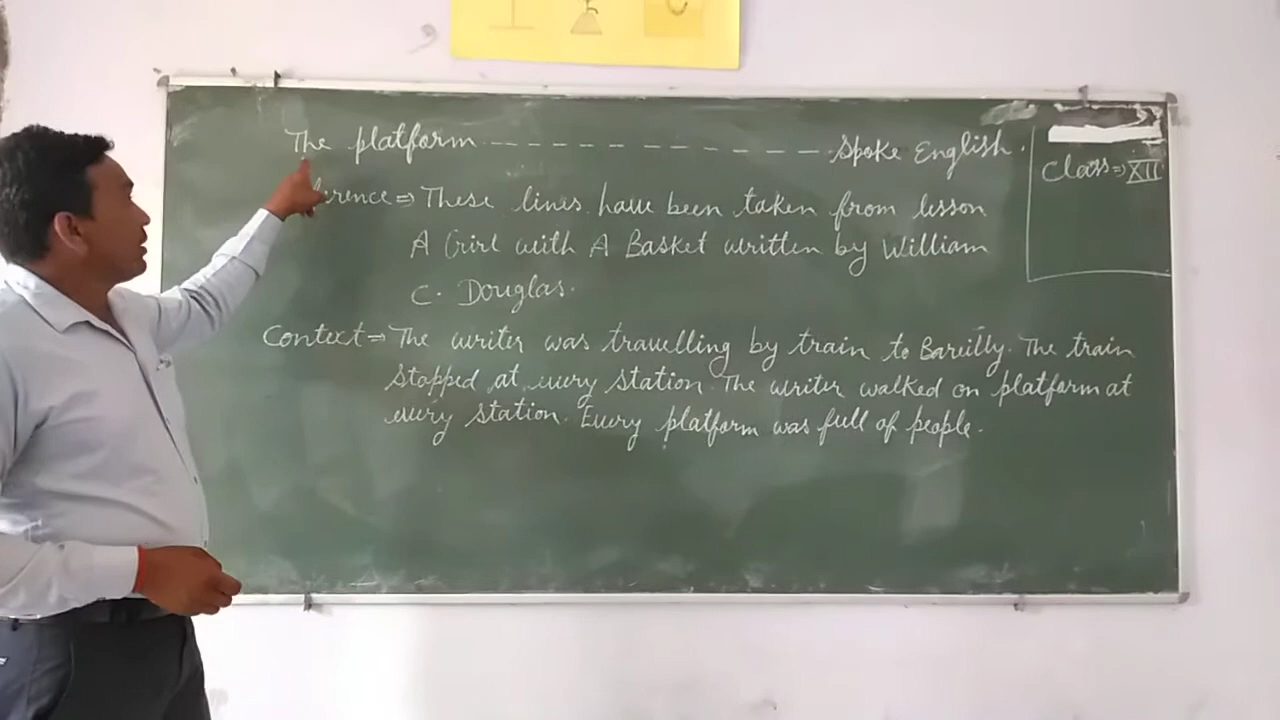 The platform - - - - - - - - - - - Spoke English.
Class⇒ XII
erence ⇒ These lines have been taken from lesson
A Girl with A Basket written by William
C. Douglas.
Context ⇒ The writer was travelling by train to Bareilly. The train
stopped at every station. The writer walked on platform at
every station. Every platform was full of people.